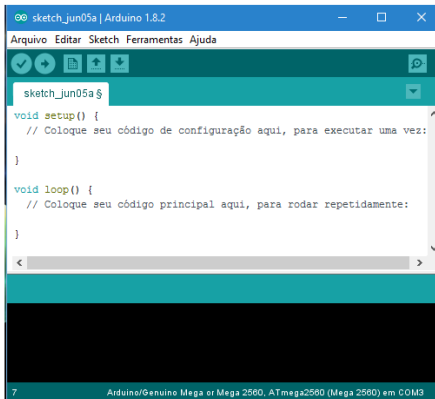 sketch_jun05a | Arduino 1.8.2
Arquivo Editar Sketch Ferramentas Ajuda
sketch_jun05a §
void setup() {
// Coloque seu código de configuração aqui, para executar uma vez:
}
void loop() {
// Coloque seu código principal aqui, para rodar repetidamente:
}
7 Arduino/Genuino Mega or Mega 2560, ATmega2560 (Mega 2560) em COM3